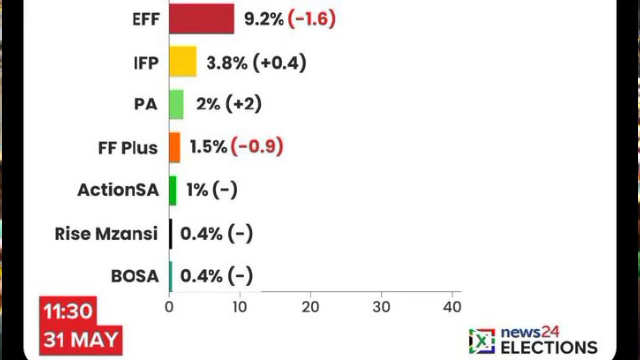 EFF 9.2% (-1.6)
IFP 3.8% (+0.4)
PA 2% (+2)
FF Plus 1.5% (-0.9)
ActionSA 1% (-)
Rise Mzansi 0.4% (-)
BOSA 0.4% (-)
0 10 20 30 40
11:30
31 MAY
news24
ELECTIONS